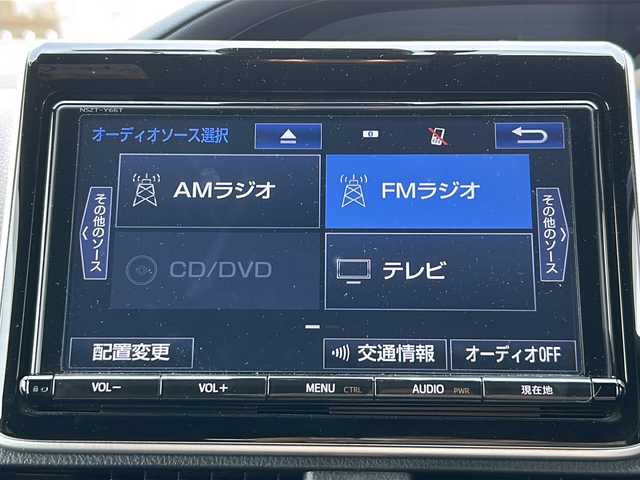 NSZT-Y66T
オーディオソース選択
AMラジオ
FMラジオ
その他のソース
その他のソース
CD/DVD
テレビ
配置変更
交通情報
オーディオOFF
VOL−
VOL+
MENU CTRL
AUDIO PWR
現在地